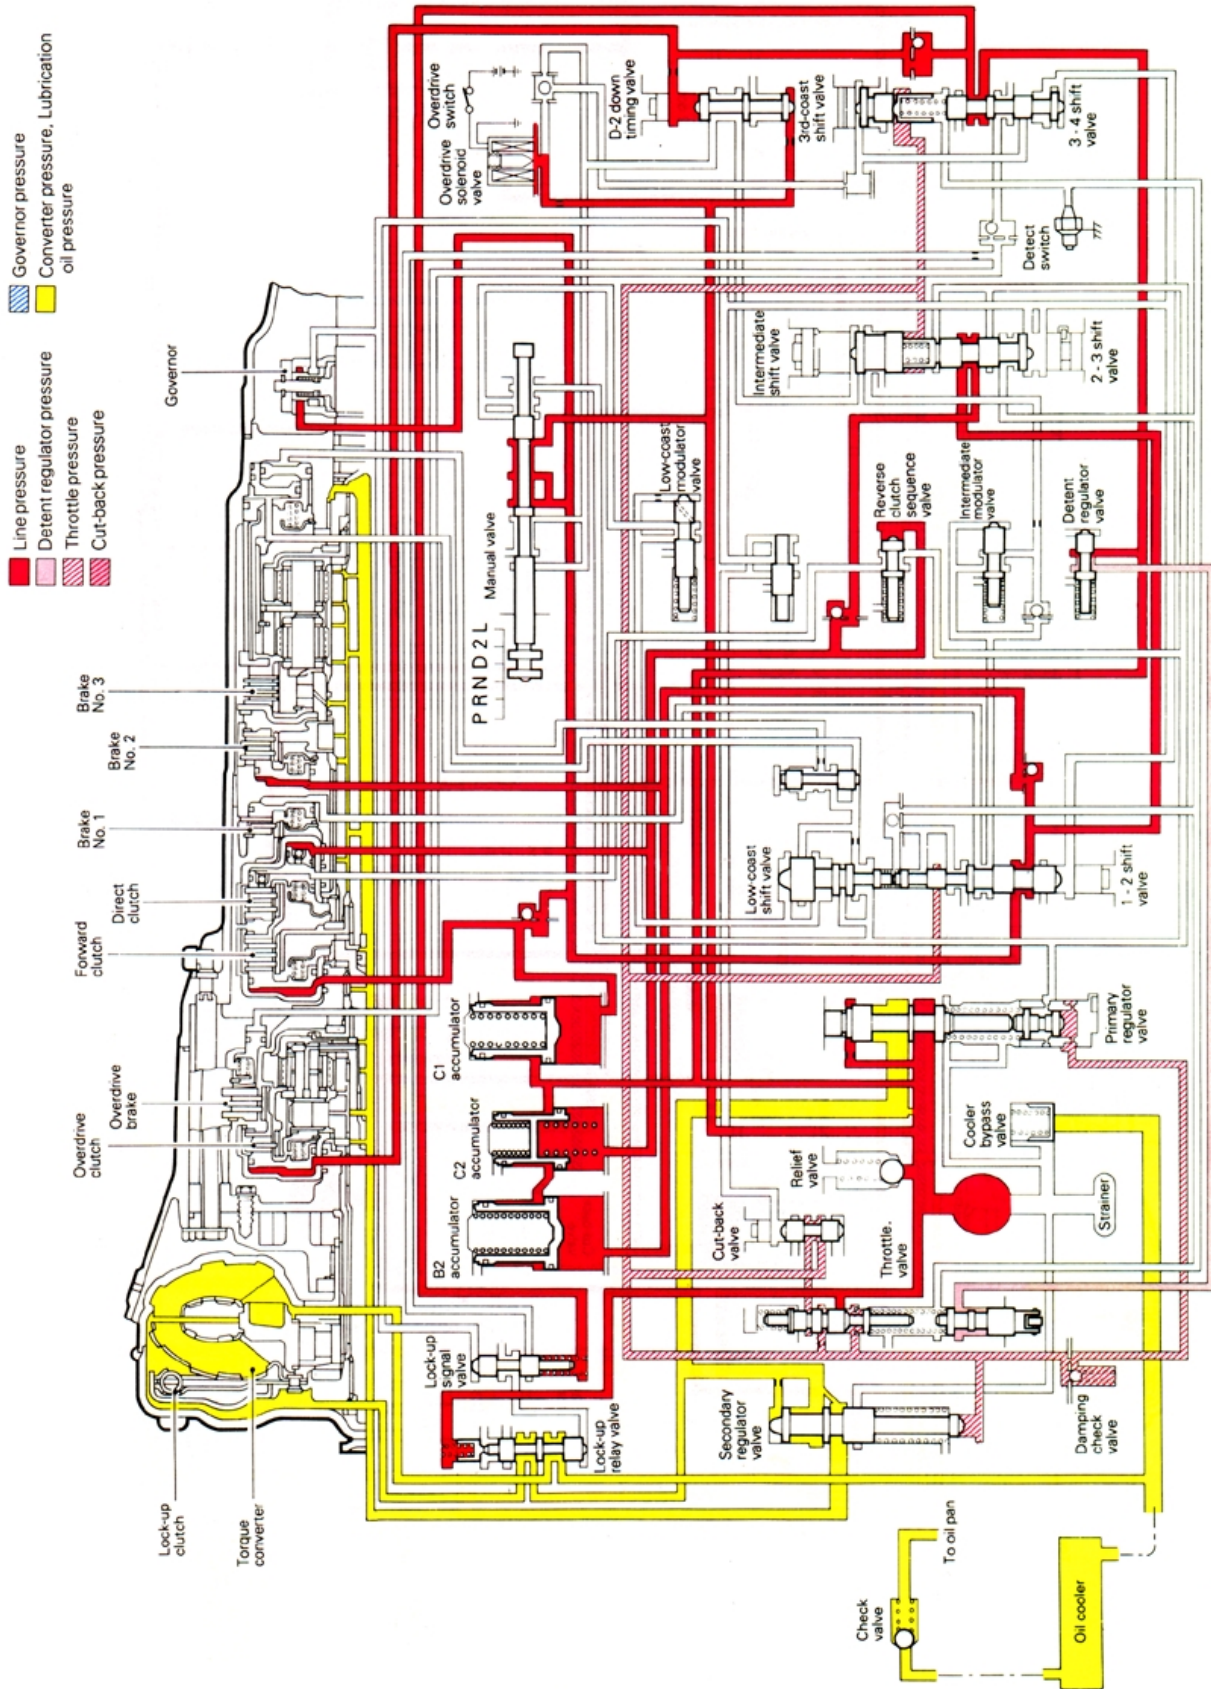 Line pressure
Detent regulator pressure
Throttle pressure
Cut-back pressure
Governor pressure
Converter pressure, Lubrication
oil pressure
Lock-up
clutch
Torque
converter
Overdrive
clutch
Overdrive
brake
Forward
clutch
Direct
clutch
Brake
No. 1
Brake
No. 2
Brake
No. 3
Governor
Lock-up
relay valve
Lock-up
signal
valve
B2
accumulator
C2
accumulator
C1
accumulator
P R N D 2 L
Manual valve
Overdrive
solenoid
valve
Overdrive
switch
D-2 down
timing valve
Secondary
regulator
valve
Cut-back
valve
Throttle.
valve
Relief
valve
Low-coast
shift valve
Low-coast
modulator
valve
Intermediate
shift valve
3rd-coast
shift valve
Reverse
clutch
sequence
valve
Intermediate
modulator
valve
Detent
regulator
valve
Detect
switch
Check
valve
To oil pan
Oil cooler
Damping
check
valve
Strainer
Cooler
bypass
valve
Primary
regulator
valve
1 - 2 shift
valve
2 - 3 shift
valve
3 - 4 shift
valve